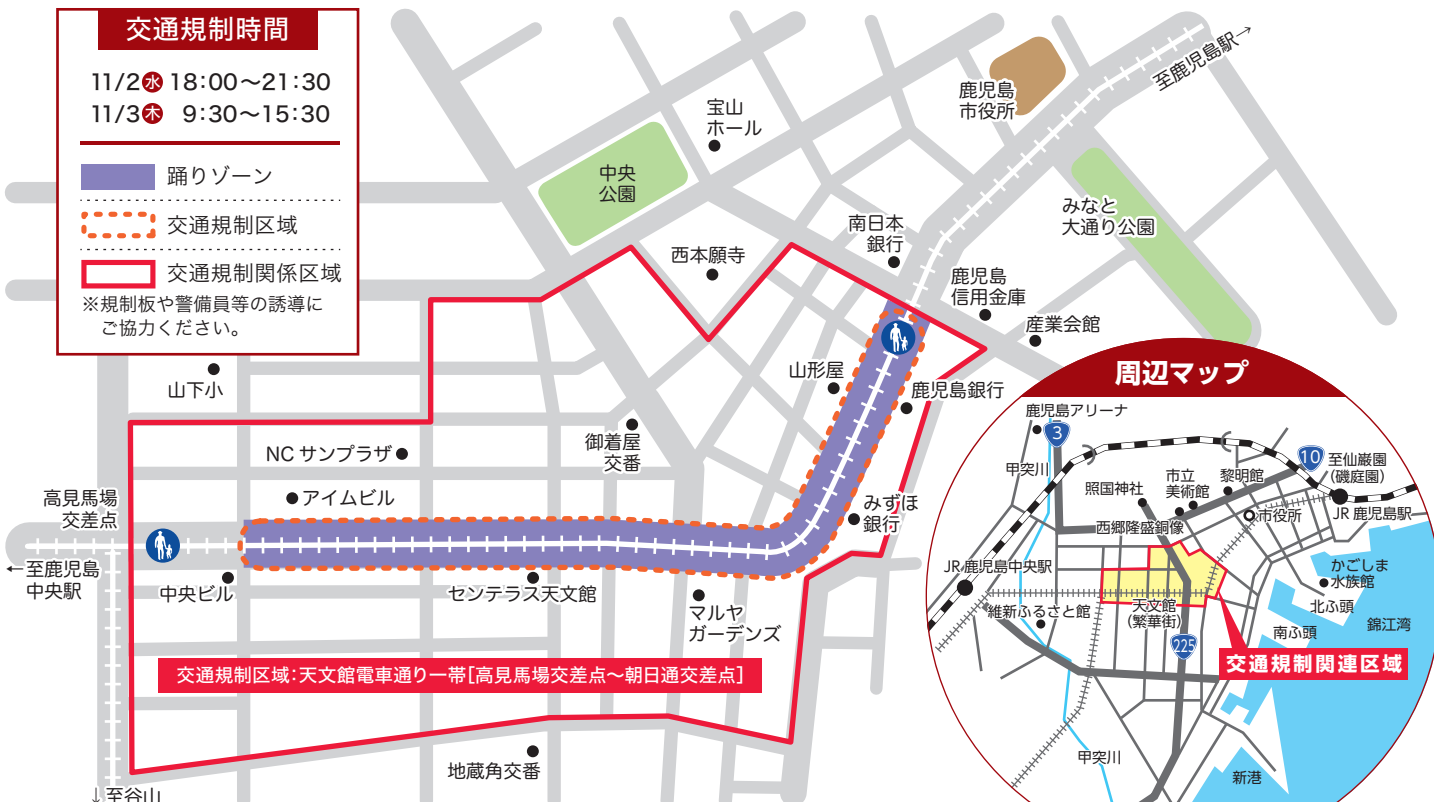 交通規制時間
11/2水 18:00〜21:30
11/3木 9:30〜15:30
踊りゾーン
交通規制区域
交通規制関係区域
※規制板や警備員等の誘導に
ご協力ください。
至鹿児島駅→
鹿児島
市役所
宝山
ホール
中央
公園
みなと
大通り公園
南日本
銀行
西本願寺
鹿児島
信用金庫
産業会館
山下小
山形屋
鹿児島銀行
御着屋
交番
NCサンプラザ
アイムビル
高見馬場
交差点
みずほ
銀行
←至鹿児島
中央駅
中央ビル
センテラス天文館
マルヤ
ガーデンズ
交通規制区域:天文館電車通り一帯[高見馬場交差点〜朝日通交差点]
地蔵角交番
↓至谷山
周辺マップ
鹿児島アリーナ
3
甲突川
10
至仙巌園
(磯庭園)
照国神社
市立
美術館
黎明館
市役所
JR鹿児島駅
西郷隆盛銅像
JR鹿児島中央駅
かごしま
水族館
維新ふるさと館
天文館
(繁華街)
北ふ頭
南ふ頭
錦江湾
225
交通規制関連区域
甲突川
新港